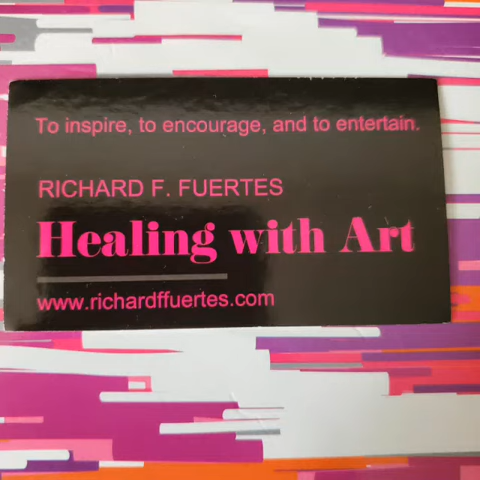 To inspire, to encourage, and to entertain.
RICHARD F. FUERTES
Healing with Art
www.richardffuertes.com